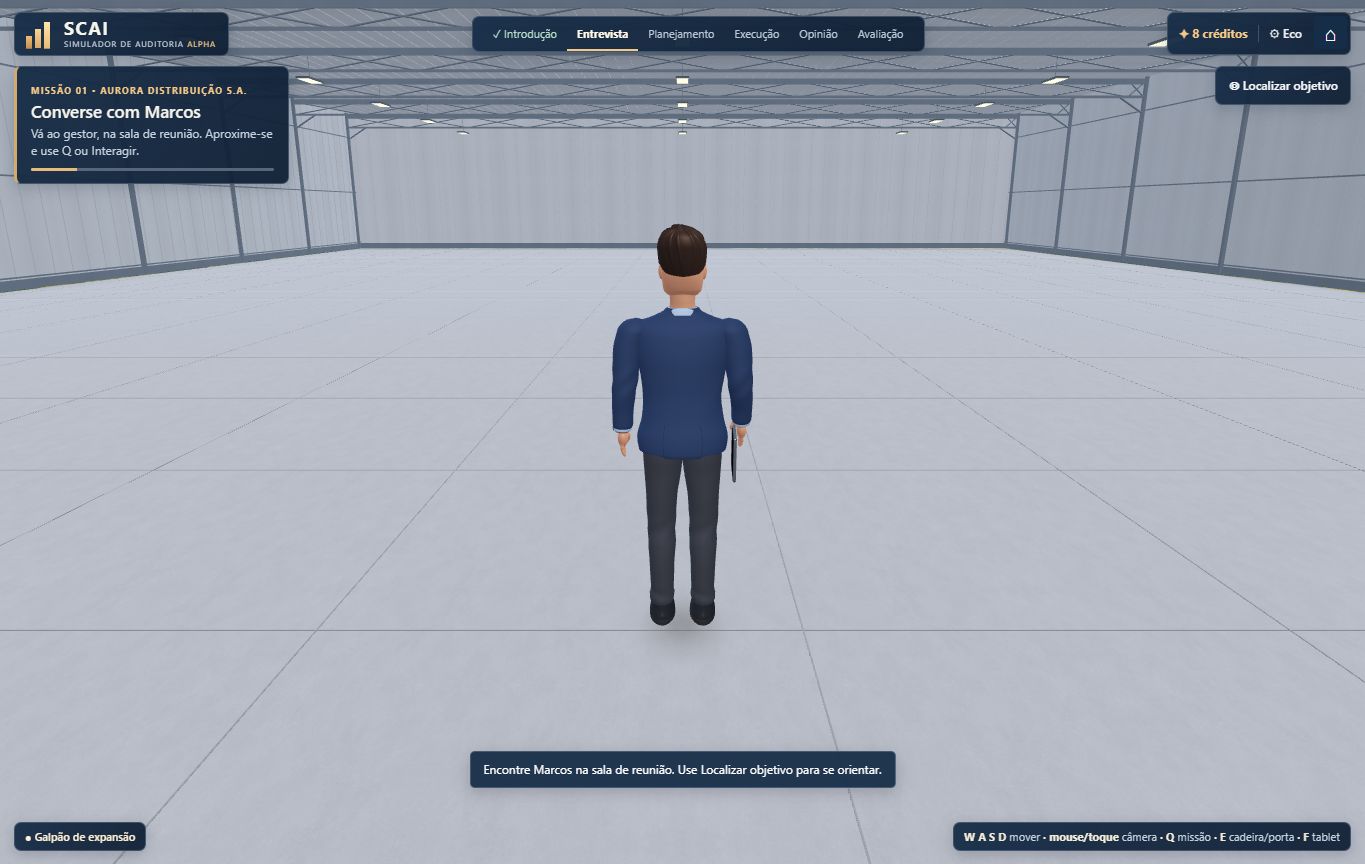 SCAI
SIMULADOR DE AUDITORIA ALPHA
✓ Introdução Entrevista Planejamento Execução Opinião Avaliação
✦ 8 créditos ⚙ Eco ⌂
MISSÃO 01 • AURORA DISTRIBUIÇÃO S.A.
Converse com Marcos
Vá ao gestor, na sala de reunião. Aproxime-se
e use Q ou Interagir.
Localizar objetivo
Encontre Marcos na sala de reunião. Use Localizar objetivo para se orientar.
● Galpão de expansão
W A S D mover • mouse/toque câmera • Q missão • E cadeira/porta • F tablet